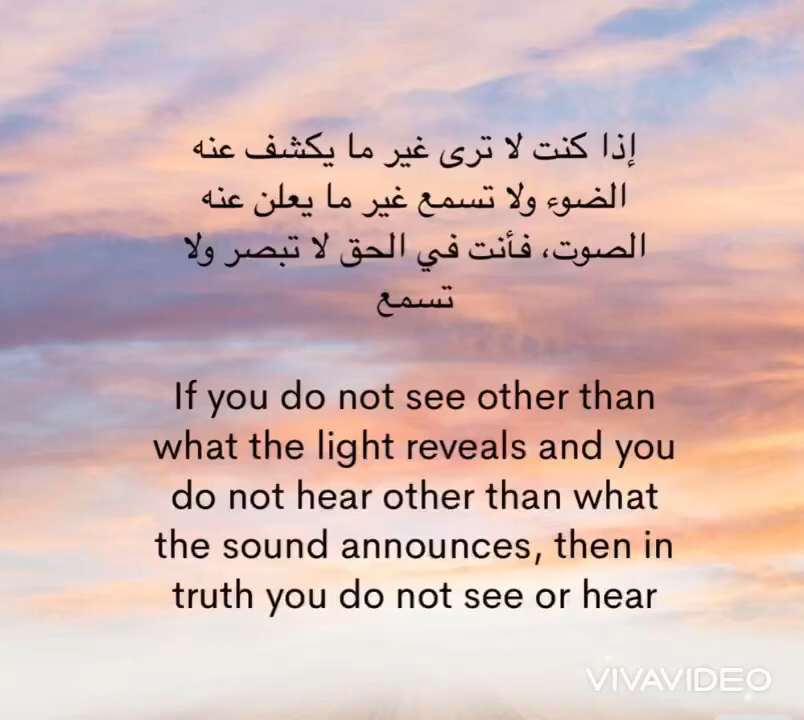 إذا كنت لا ترى غير ما يكشف عنه
الضوء ولا تسمع غير ما يعلن عنه
الصوت، فأنت في الحق لا تبصر ولا
تسمع
If you do not see other than
what the light reveals and you
do not hear other than what
the sound announces, then in
truth you do not see or hear
VIVAVIDEO